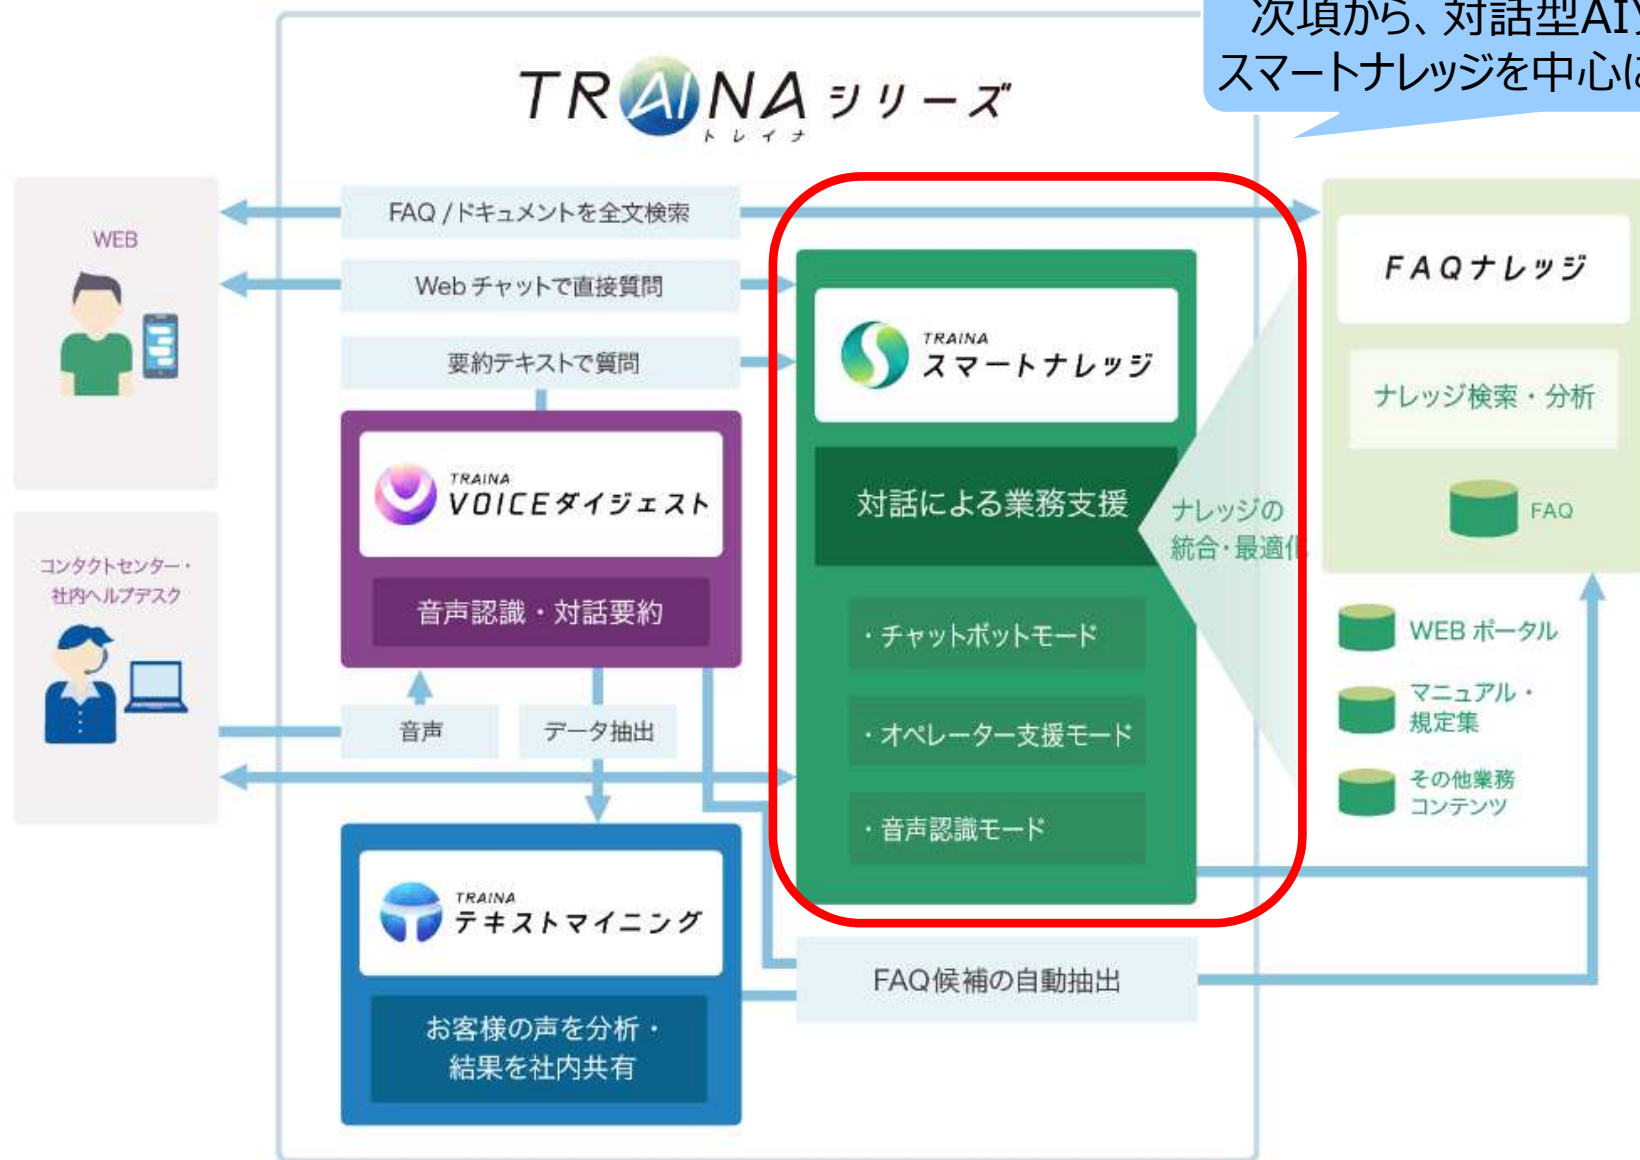 次項から、対話型AI
スマートナレッジを中心に
TRAINAシリーズ
トレイナ
WEB
FAQ /ドキュメントを全文検索
Web チャットで直接質問
要約テキストで質問
TRAINA
VOICEダイジェスト
音声認識・対話要約
コンタクトセンター・
社内ヘルプデスク
音声
データ抽出
TRAINA
テキストマイニング
お客様の声を分析・
結果を社内共有
TRAINA
スマートナレッジ
対話による業務支援
・チャットボットモード
・オペレーター支援モード
・音声認識モード
ナレッジの
統合・最適化
FAQ候補の自動抽出
FAQナレッジ
ナレッジ検索・分析
FAQ
WEB ポータル
マニュアル・
規定集
その他業務
コンテンツ